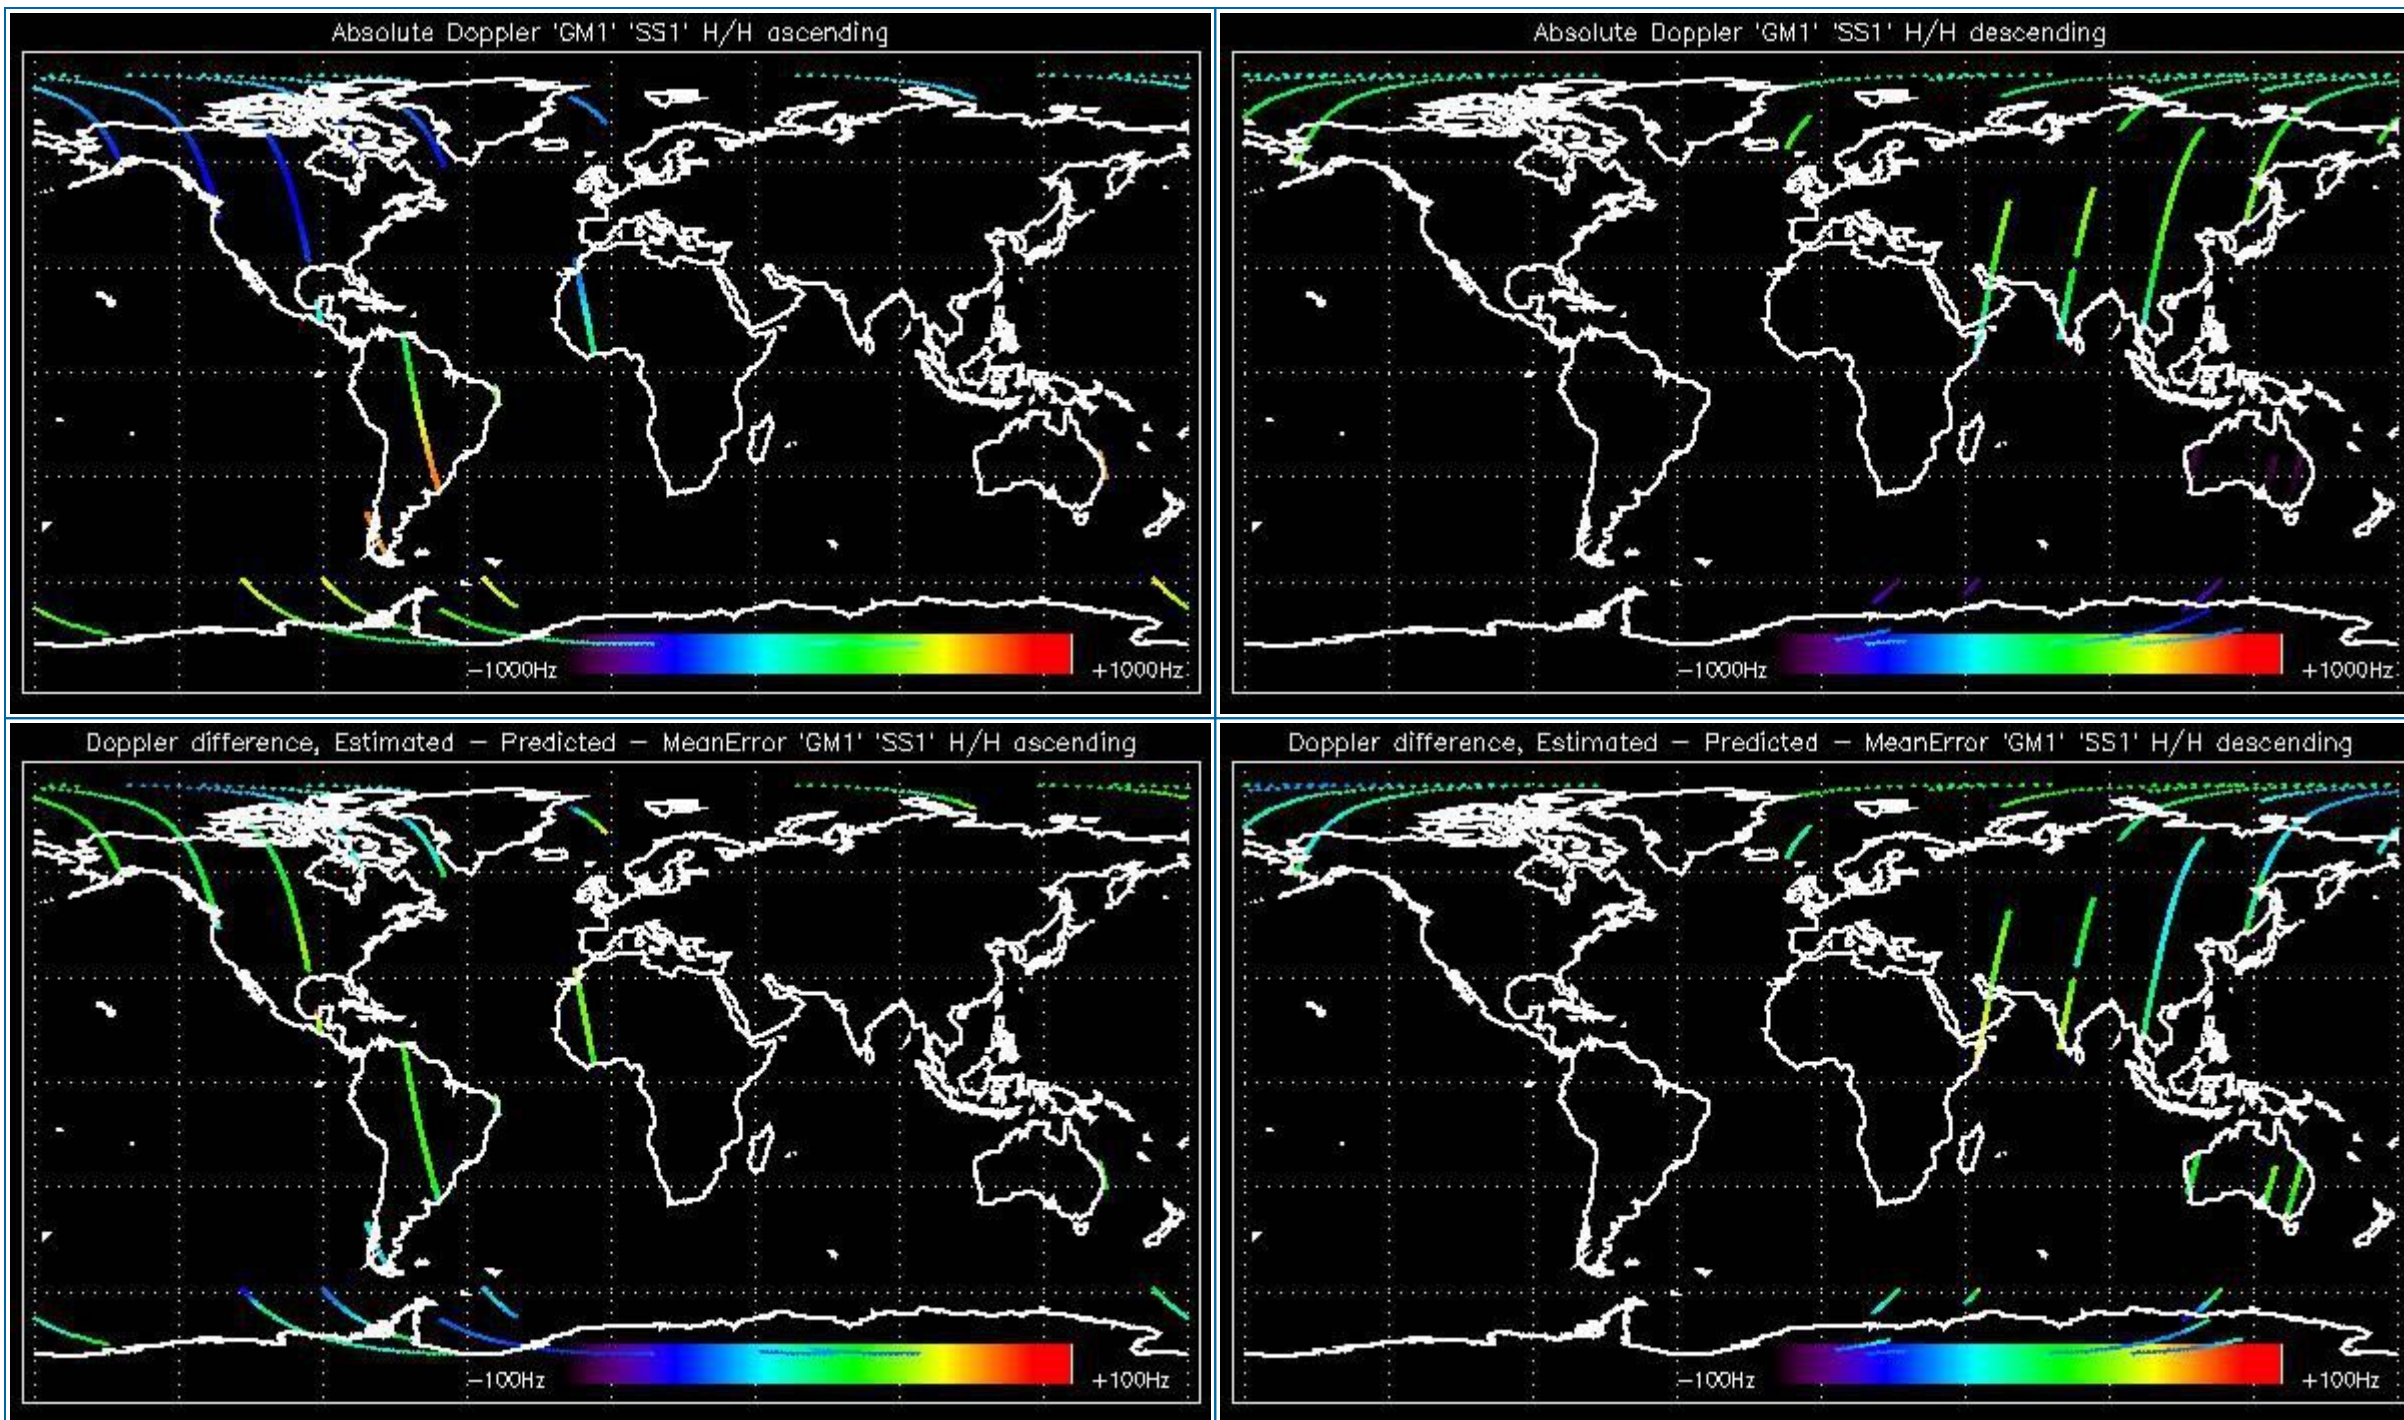 Absolute Doppler 'GM1' 'SS1' H/H ascending
-1000Hz
+1000Hz
Absolute Doppler 'GM1' 'SS1' H/H descending
-1000Hz
+1000Hz
Doppler difference, Estimated - Predicted - MeanError 'GM1' 'SS1' H/H ascending
-100Hz
+100Hz
Doppler difference, Estimated - Predicted - MeanError 'GM1' 'SS1' H/H descending
-100Hz
+100Hz